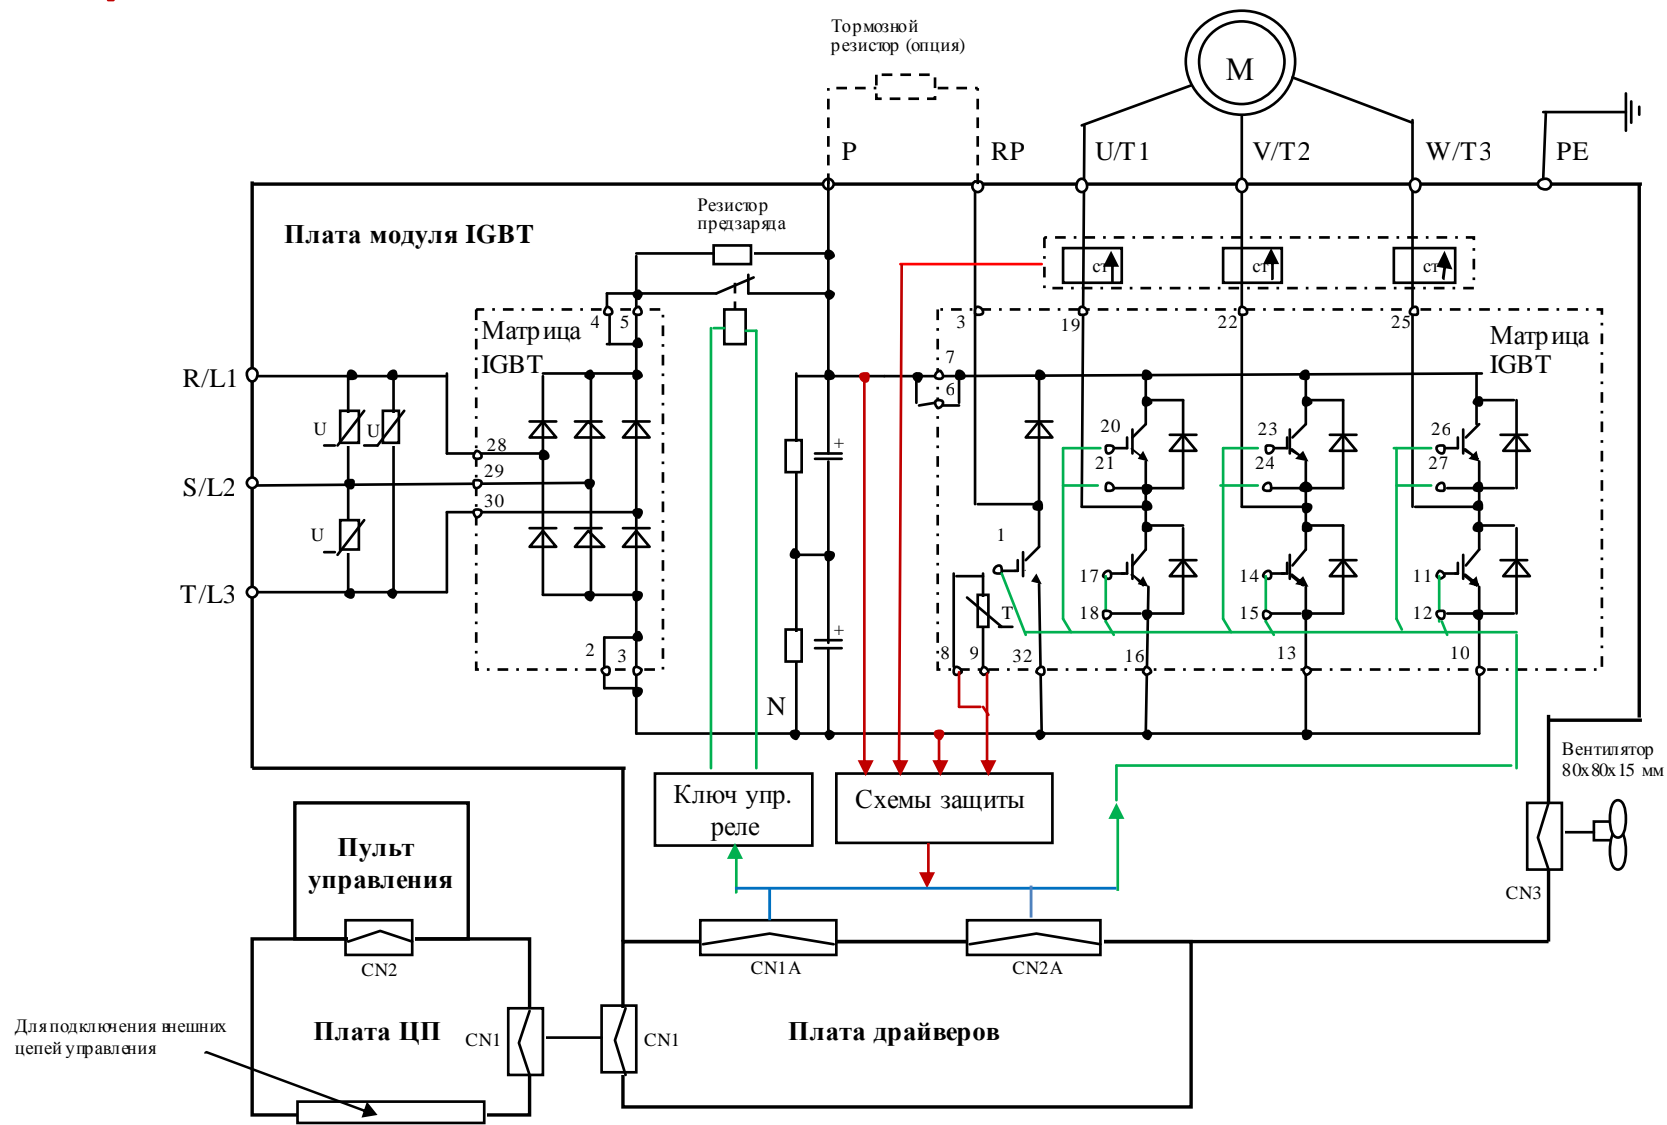 Тормозной
резистор (опция)
M
P
RP
U/T1
V/T2
W/T3
PE
Плата модуля IGBT
Резистор
предзаряда
ст
ст
ст
4
5
3
19
22
25
Матрица
IGBT
Матрица
IGBT
R/L1
7
6
U
U
28
+
20
23
26
21
24
27
S/L2
29
30
U
1
17
14
11
T/L3
T
18
15
12
+
2
3
8
9
32
16
13
10
N
Вентилятор
80x80x15 мм
Ключ упр.
реле
Схемы защиты
Пульт
управления
CN3
CN2
CN1A
CN2A
Для подключения внешних
цепей управления
Плата ЦП
CN1
CN1
Плата драйверов